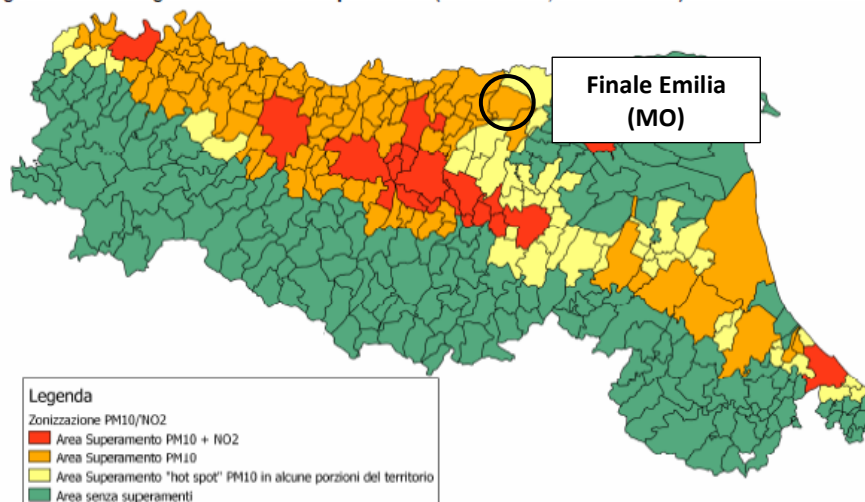 Finale Emilia
(MO)
Legenda
Zonizzazione PM10/'NO2
Area Superamento PM10 + NO2
Area Superamento PM10
Area Superamento "hot spot" PM10 in alcune porzioni del territorio
Area senza superamenti